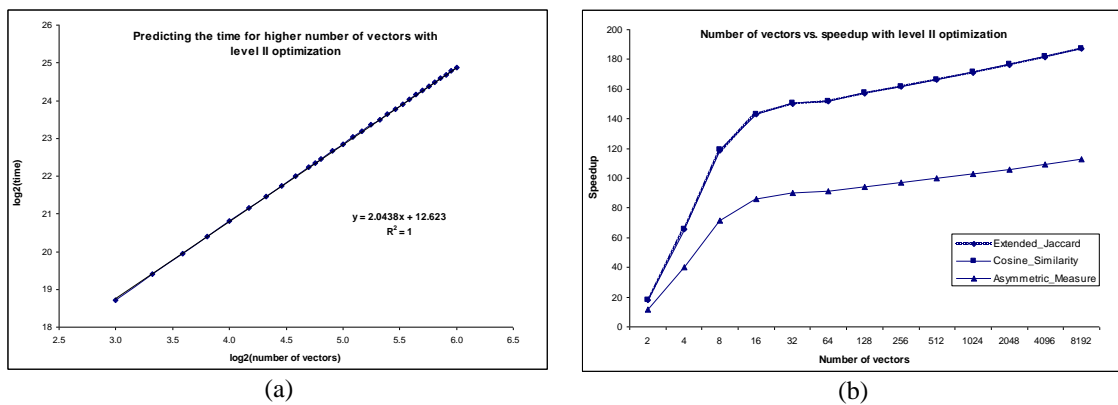 Predicting the time for higher number of vectors with
level II optimization
26
25
24
23
22
21
20
19
18
log2(time)
y = 2.0438x + 12.623
R² = 1
2.5 3.0 3.5 4.0 4.5 5.0 5.5 6.0 6.5
log2(number of vectors)
(a)
Number of vectors vs. speedup with level II optimization
200
180
160
140
120
100
80
60
40
20
0
Speedup
Extended_Jaccard
Cosine_Similarity
Asymmetric_Measure
2 4 8 16 32 64 128 256 512 1024 2048 4096 8192
Number of vectors
(b)